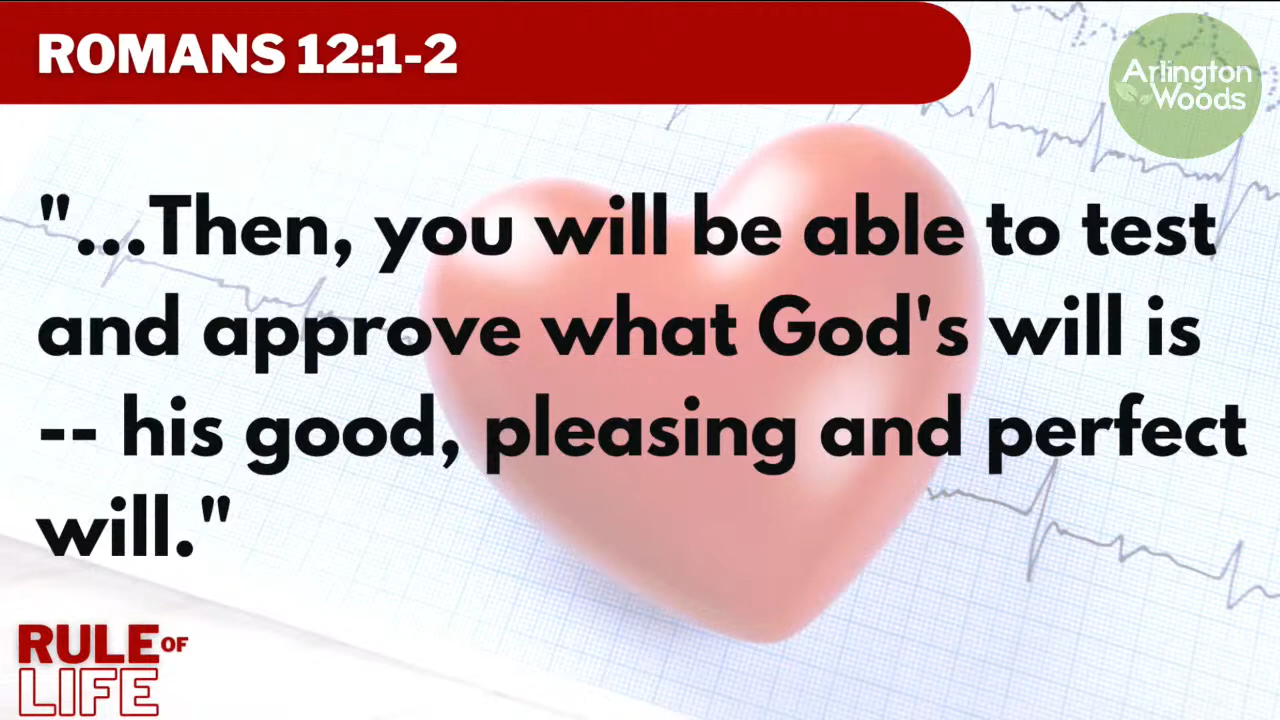 ROMANS 12:1-2
Arlington
Woods
"...Then, you will be able to test
and approve what God's will is
-- his good, pleasing and perfect
will."
RULE OF
LIFE